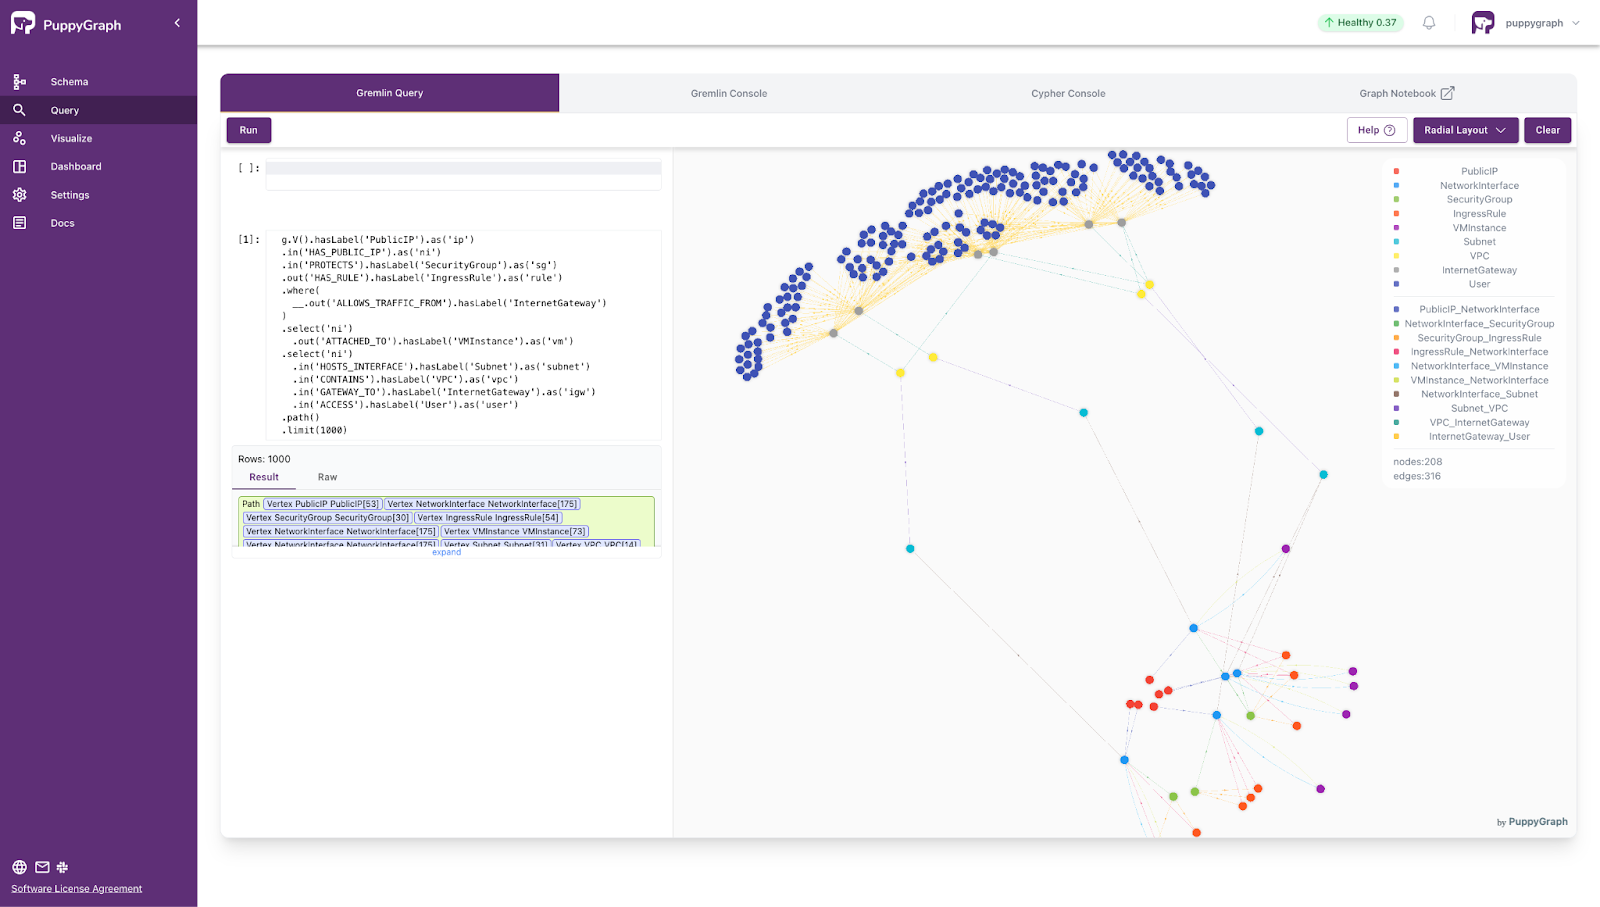 PuppyGraph
Healthy 0.37
puppygraph
Schema
Query
Visualize
Dashboard
Settings
Docs
Gremlin Query
Gremlin Console
Cypher Console
Graph Notebook
Run
Help
Radial Layout
Clear
[ ]:
[1]:
g.V().hasLabel('PublicIP').as('ip')
.in('HAS_PUBLIC_IP').as('ni')
.in('PROTECTS').hasLabel('SecurityGroup').as('sg')
.out('HAS_RULE').hasLabel('IngressRule').as('rule')
.where(
__.out('ALLOWS_TRAFFIC_FROM').hasLabel('InternetGateway')
)
.select('ni')
.out('ATTACHED_TO').hasLabel('VMInstance').as('vm')
.select('ni')
.in('HOSTS_INTERFACE').hasLabel('Subnet').as('subnet')
.in('CONTAINS').hasLabel('VPC').as('vpc')
.in('GATEWAY_TO').hasLabel('InternetGateway').as('igw')
.in('ACCESS').hasLabel('User').as('user')
.path()
.limit(1000)
Rows: 1000
Result
Raw
Path Vertex PublicIP PublicIP[53] Vertex NetworkInterface NetworkInterface[175]
Vertex SecurityGroup SecurityGroup[30] Vertex IngressRule IngressRule[54]
Vertex NetworkInterface NetworkInterface[175] Vertex VMInstance VMInstance[73]
Vertex NetworkInterface NetworkInterface[175] Vertex Subnet Subnet[31] Vertex VPC VPC[14]
expand
PublicIP
NetworkInterface
SecurityGroup
IngressRule
VMInstance
Subnet
VPC
InternetGateway
User
PublicIP_NetworkInterface
NetworkInterface_SecurityGroup
SecurityGroup_IngressRule
IngressRule_NetworkInterface
NetworkInterface_VMInstance
VMInstance_NetworkInterface
NetworkInterface_Subnet
Subnet_VPC
VPC_InternetGateway
InternetGateway_User
nodes:208
edges:316
by PuppyGraph
Software License Agreement